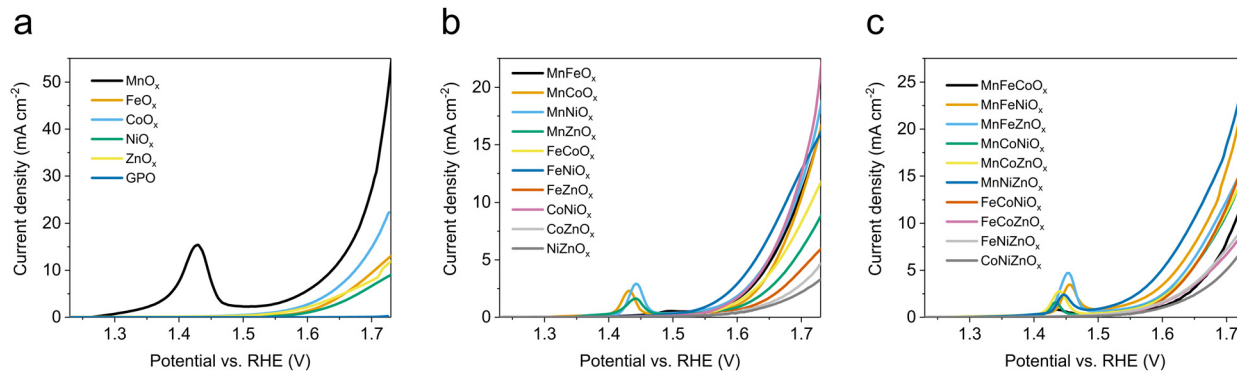 a
Current density (mA cm⁻²)
50
40
30
20
10
0
MnOₓ
FeOₓ
CoOₓ
NiOₓ
ZnOₓ
GPO
1.3 1.4 1.5 1.6 1.7
Potential vs. RHE (V)
b
Current density (mA cm⁻²)
20
15
10
5
0
MnFeOₓ
MnCoOₓ
MnNiOₓ
MnZnOₓ
FeCoOₓ
FeNiOₓ
FeZnOₓ
CoNiOₓ
CoZnOₓ
NiZnOₓ
1.3 1.4 1.5 1.6 1.7
Potential vs. RHE (V)
c
Current density (mA cm⁻²)
25
20
15
10
5
0
MnFeCoOₓ
MnFeNiOₓ
MnFeZnOₓ
MnCoNiOₓ
MnCoZnOₓ
MnNiZnOₓ
FeCoNiOₓ
FeCoZnOₓ
FeNiZnOₓ
CoNiZnOₓ
1.3 1.4 1.5 1.6 1.7
Potential vs. RHE (V)